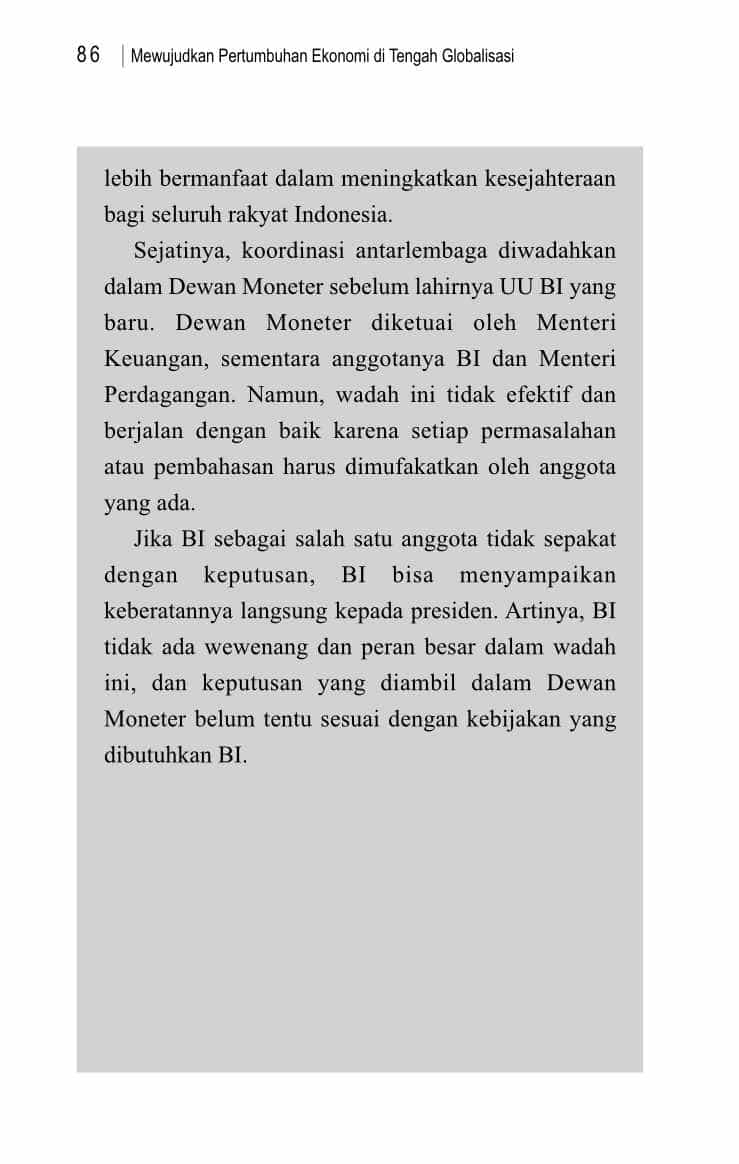 86 | Mewujudkan Pertumbuhan Ekonomi di Tengah Globalisasi
lebih bermanfaat dalam meningkatkan kesejahteraan
bagi seluruh rakyat Indonesia.
Sejatinya, koordinasi antarlembaga diwadahkan
dalam Dewan Moneter sebelum lahirnya UU BI yang
baru. Dewan Moneter diketuai oleh Menteri
Keuangan, sementara anggotanya BI dan Menteri
Perdagangan. Namun, wadah ini tidak efektif dan
berjalan dengan baik karena setiap permasalahan
atau pembahasan harus dimufakatkan oleh anggota
yang ada.
Jika BI sebagai salah satu anggota tidak sepakat
dengan keputusan, BI bisa menyampaikan
keberatannya langsung kepada presiden. Artinya, BI
tidak ada wewenang dan peran besar dalam wadah
ini, dan keputusan yang diambil dalam Dewan
Moneter belum tentu sesuai dengan kebijakan yang
dibutuhkan BI.